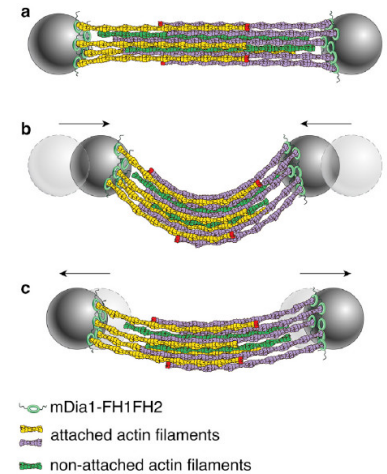 a
b
c
mDia1-FH1FH2
attached actin filaments
non-attached actin filaments